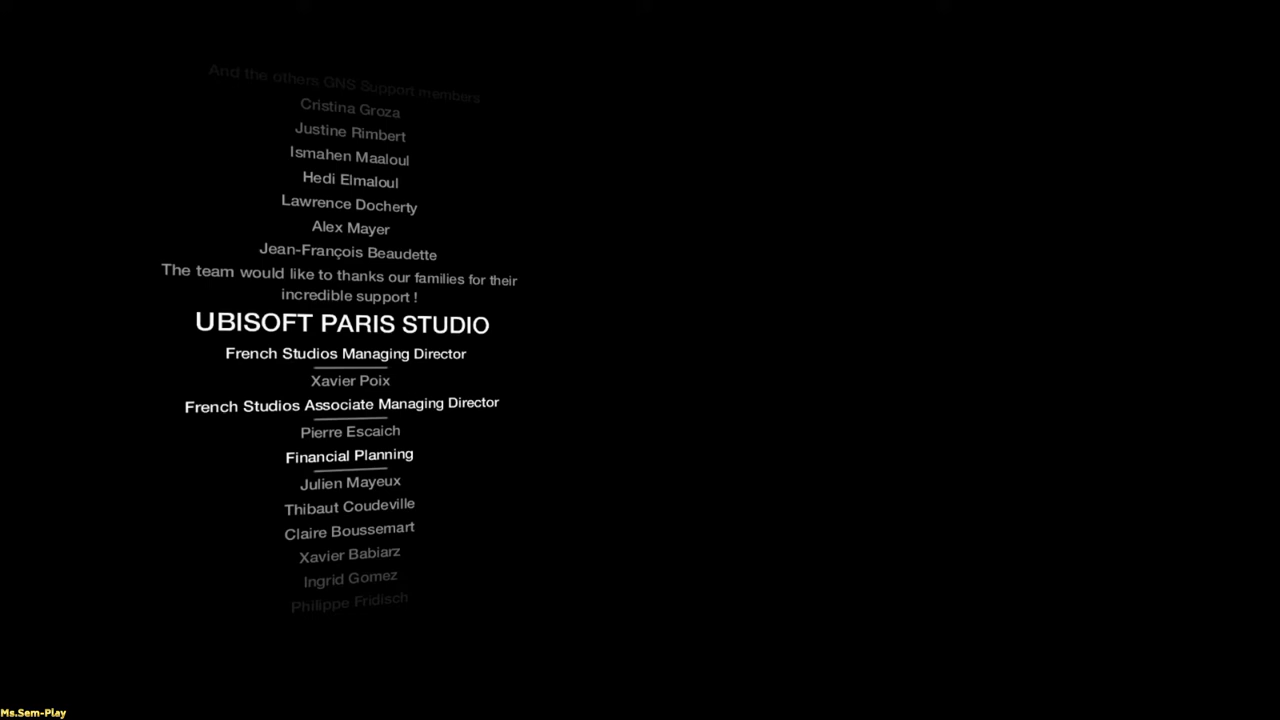 And the others GNS Support members
Cristina Groza
Justine Rimbert
Ismahen Maaloul
Hedi Elmaloul
Lawrence Docherty
Alex Mayer
Jean-François Beaudette
The team would like to thanks our families for their
incredible support !
UBISOFT PARIS STUDIO
French Studios Managing Director
Xavier Poix
French Studios Associate Managing Director
Pierre Escaich
Financial Planning
Julien Mayeux
Thibaut Coudeville
Claire Boussemart
Xavier Babiarz
Ingrid Gomez
Philippe Fridisch
Ms.Sem-Play